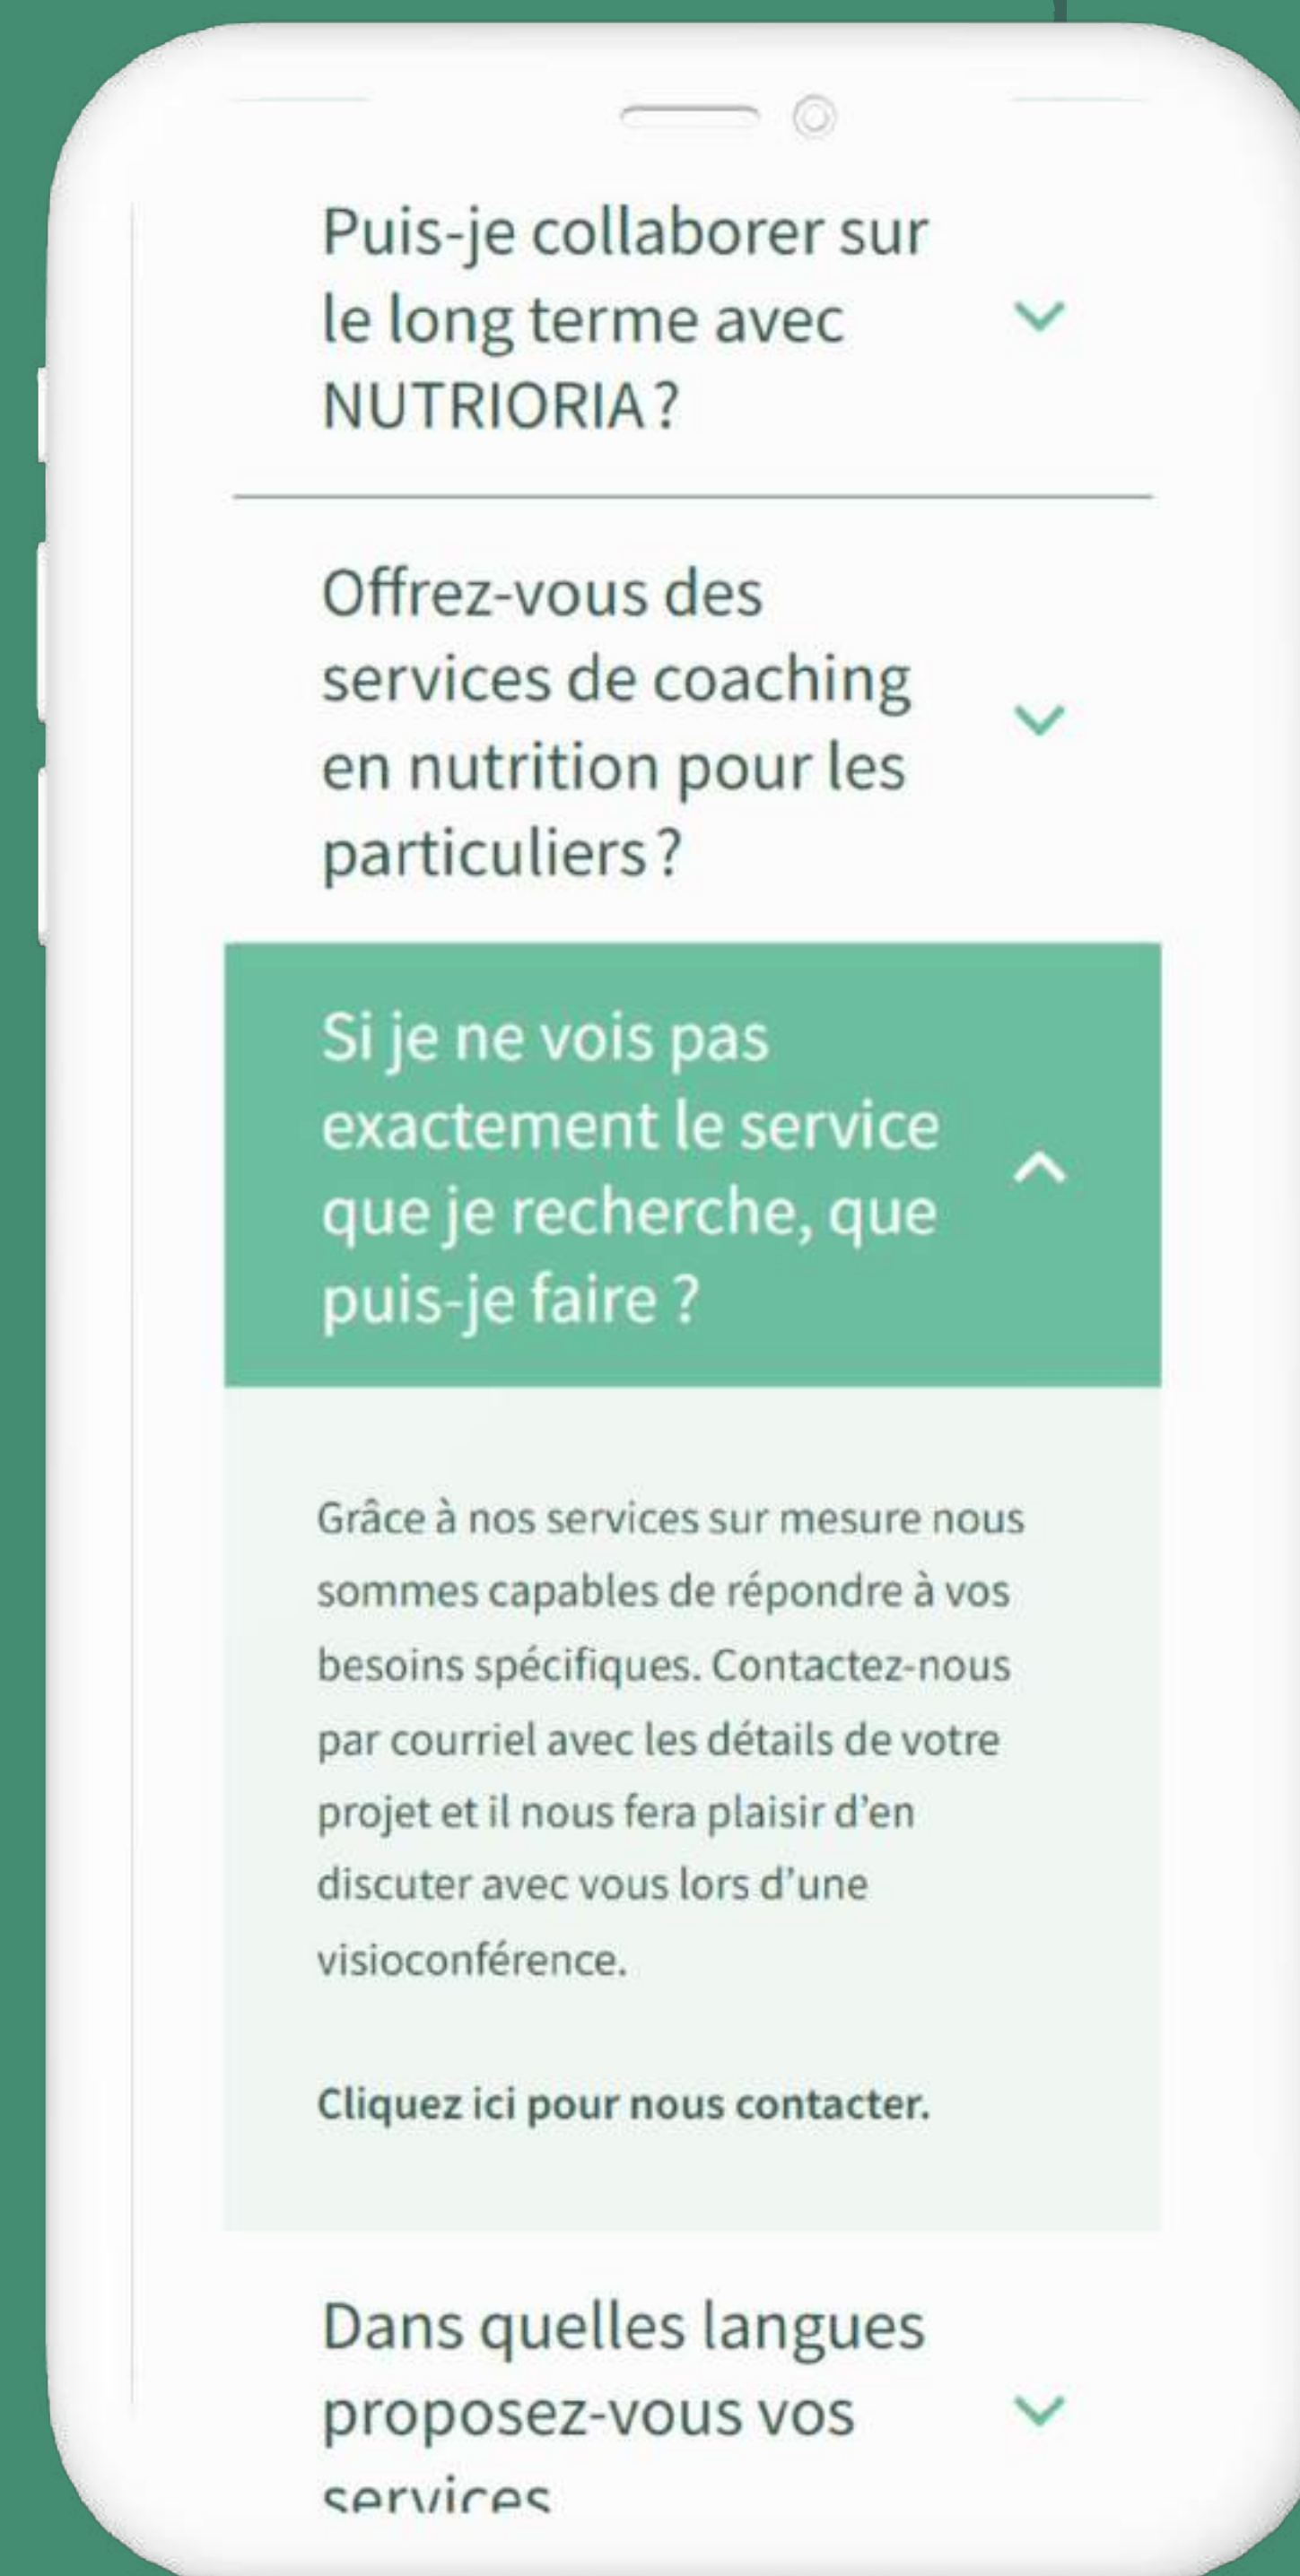 Puis-je collaborer sur
le long terme avec
NUTRIORIA ?
Offrez-vous des
services de coaching
en nutrition pour les
particuliers ?
Si je ne vois pas
exactement le service
que je recherche, que
puis-je faire ?
Grâce à nos services sur mesure nous
sommes capables de répondre à vos
besoins spécifiques. Contactez-nous
par courriel avec les détails de votre
projet et il nous fera plaisir d’en
discuter avec vous lors d’une
visioconférence.
Cliquez ici pour nous contacter.
Dans quelles langues
proposez-vous vos
services